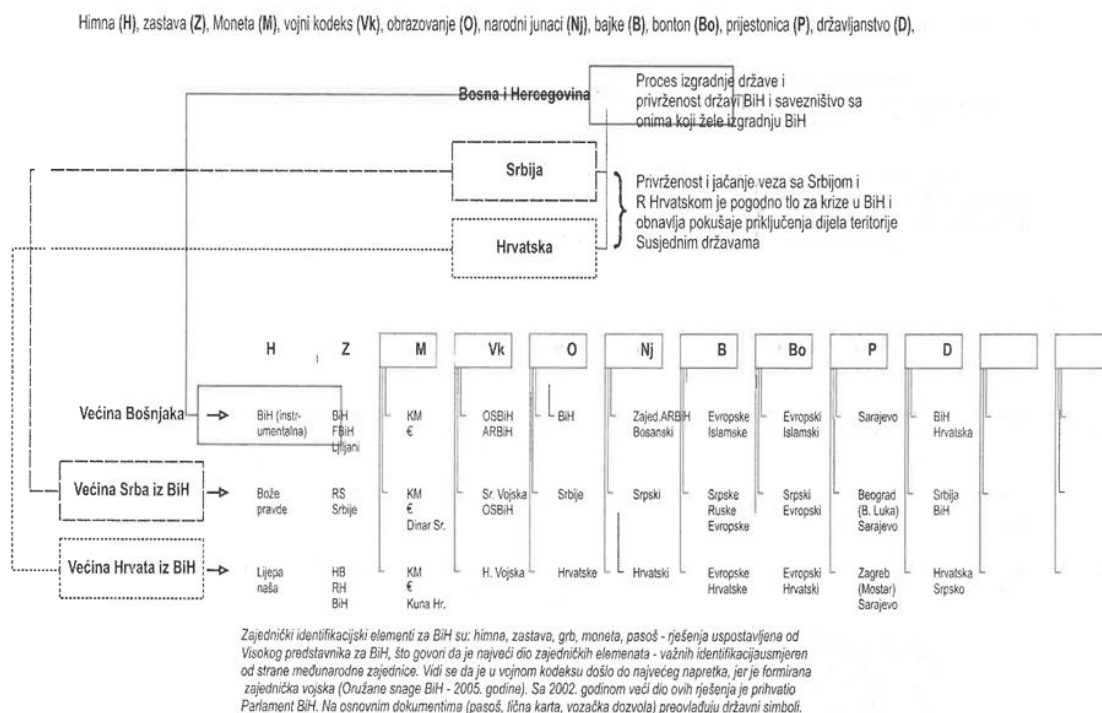 Himna (H), zastava (Z), Moneta (M), vojni kodeks (Vk), obrazovanje (O), narodni junaci (Nj), bajke (B), bonton (Bo), prijestonica (P), državljanstvo (D),
Bosna i Hercegovina
Proces izgradnje države i
privrženost državi BiH i savezništvo sa
onima koji žele izgradnju BiH
Srbija
Hrvatska
Privrženost i jačanje veza sa Srbijom i
R Hrvatskom je pogodno tlo za krize u BiH i
obnavlja pokušaje priključenja dijela teritorije
Susjednim državama
H Z M Vk O Nj B Bo P D
Većina Bošnjaka BiH (instr- BiH KM OSBiH BiH Zajed.ARBiH Evropske Evropski Sarajevo BiH
umentalna) FBiH € ARBiH Bosanski Islamske Islamski Hrvatska
Ljiljani
Većina Srba iz BiH Bože RS KM Sr. Vojska Srbije Srpski Srpske Srpski Beograd Srbija
pravde Srbije € OSBiH Ruske Evropski (B. Luka) BiH
Dinar Sr. Evropske Sarajevo
Većina Hrvata iz BiH Lijepa HB KM H. Vojska Hrvatske Hrvatski Evropske Evropski Zagreb Hrvatska
naša RH € Hrvatske Hrvatski (Mostar) Srpsko
BiH Kuna Hr. Sarajevo
Zajednički identifikacijski elementi za BiH su: himna, zastava, grb, moneta, pasoš - rješenja uspostavljena od
Visokog predstavnika za BiH, što govori da je najveći dio zajedničkih elemenata - važnih identifikacijausmjeren
od strane međunarodne zajednice. Vidi se da je u vojnom kodeksu došlo do najvećeg napretka, jer je formirana
zajednička vojska (Oružane snage BiH - 2005. godine). Sa 2002. godinom veći dio ovih rješenja je prihvatio
Parlament BiH. Na osnovnim dokumentima (pasoš, lična karta, vozačka dozvola) preovlađuju državni simboli.